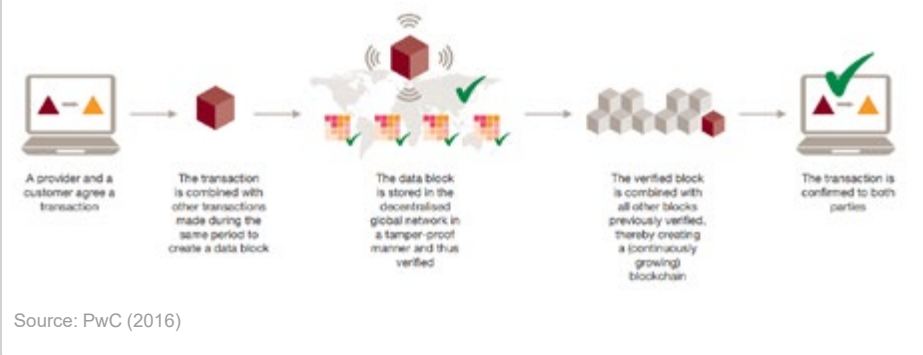 A provider and a
customer agree a
transaction
The transaction
is combined with
other transactions
made during the
same period to
create a data block
The data block
is stored in the
decentralised
global network in
a tamper-proof
manner and thus
verified
The verified block
is combined with
all other blocks
previously verified,
thereby creating
a (continuously
growing)
blockchain
The transaction is
confirmed to both
parties
Source: PwC (2016)